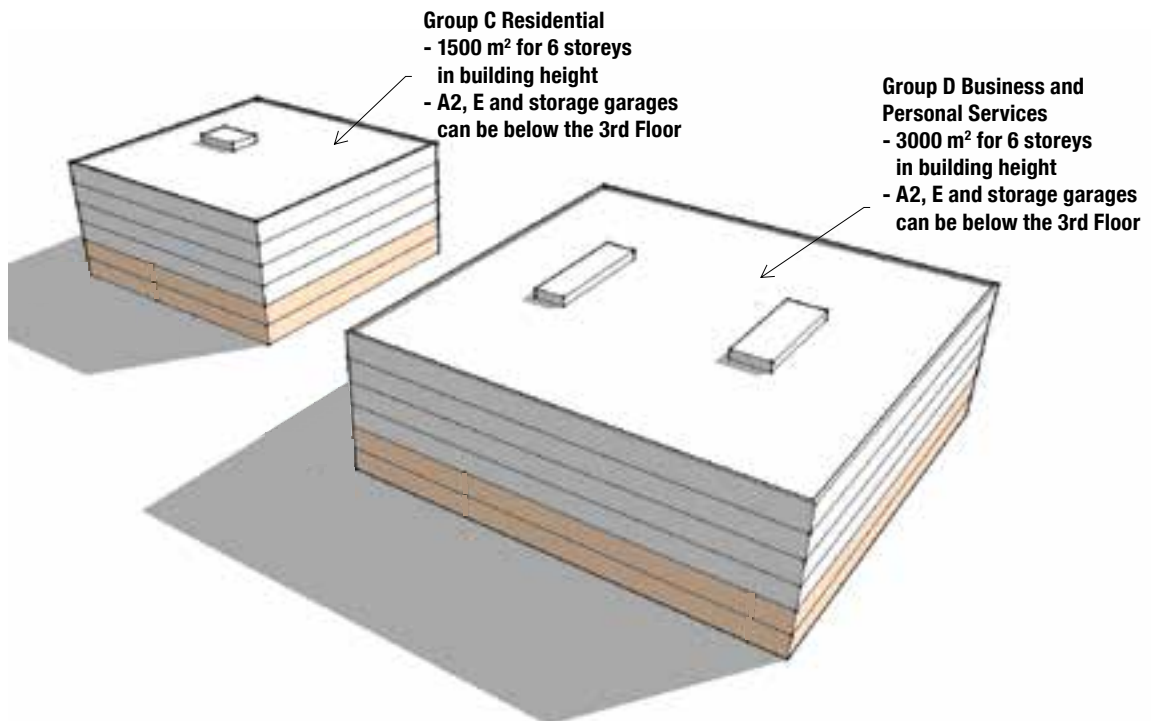 Group C Residential
- 1500 m² for 6 storeys
in building height
- A2, E and storage garages
can be below the 3rd Floor
Group D Business and
Personal Services
- 3000 m² for 6 storeys
in building height
- A2, E and storage garages
can be below the 3rd Floor